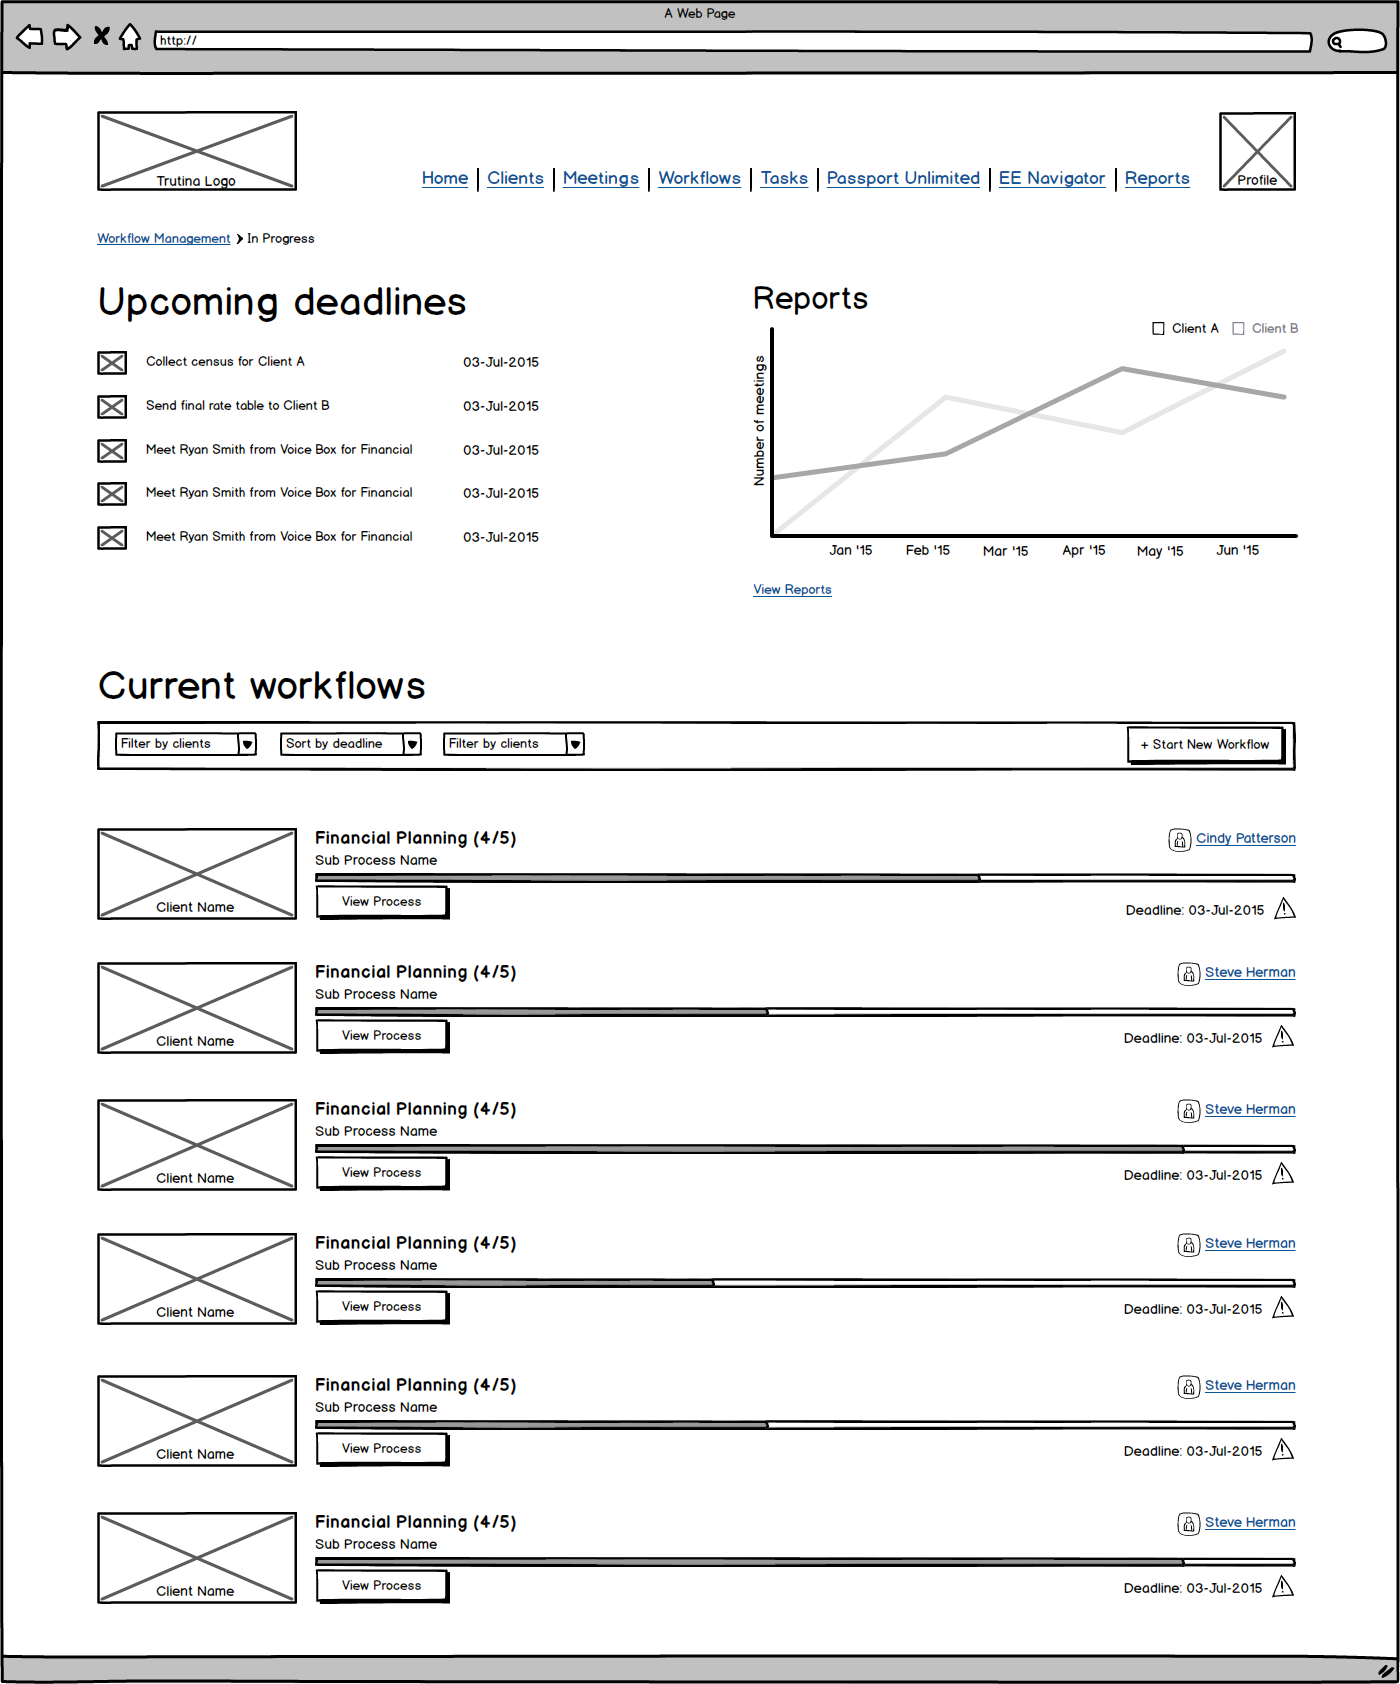 A Web Page
http://
Trutina Logo
Home Clients Meetings Workflows Tasks Passport Unlimited EE Navigator Reports
Profile
Workflow Management In Progress
Upcoming deadlines
Collect census for Client A 03-Jul-2015
Send final rate table to Client B 03-Jul-2015
Meet Ryan Smith from Voice Box for Financial 03-Jul-2015
Meet Ryan Smith from Voice Box for Financial 03-Jul-2015
Meet Ryan Smith from Voice Box for Financial 03-Jul-2015
Reports
Client A Client B
Number of meetings
Jan '15 Feb '15 Mar '15 Apr '15 May '15 Jun '15
View Reports
Current workflows
Filter by clients Sort by deadline Filter by clients + Start New Workflow
Client Name
Financial Planning (4/5)
Cindy Patterson
Sub Process Name
View Process
Deadline: 03-Jul-2015
Client Name
Financial Planning (4/5)
Steve Herman
Sub Process Name
View Process
Deadline: 03-Jul-2015
Client Name
Financial Planning (4/5)
Steve Herman
Sub Process Name
View Process
Deadline: 03-Jul-2015
Client Name
Financial Planning (4/5)
Steve Herman
Sub Process Name
View Process
Deadline: 03-Jul-2015
Client Name
Financial Planning (4/5)
Steve Herman
Sub Process Name
View Process
Deadline: 03-Jul-2015
Client Name
Financial Planning (4/5)
Steve Herman
Sub Process Name
View Process
Deadline: 03-Jul-2015